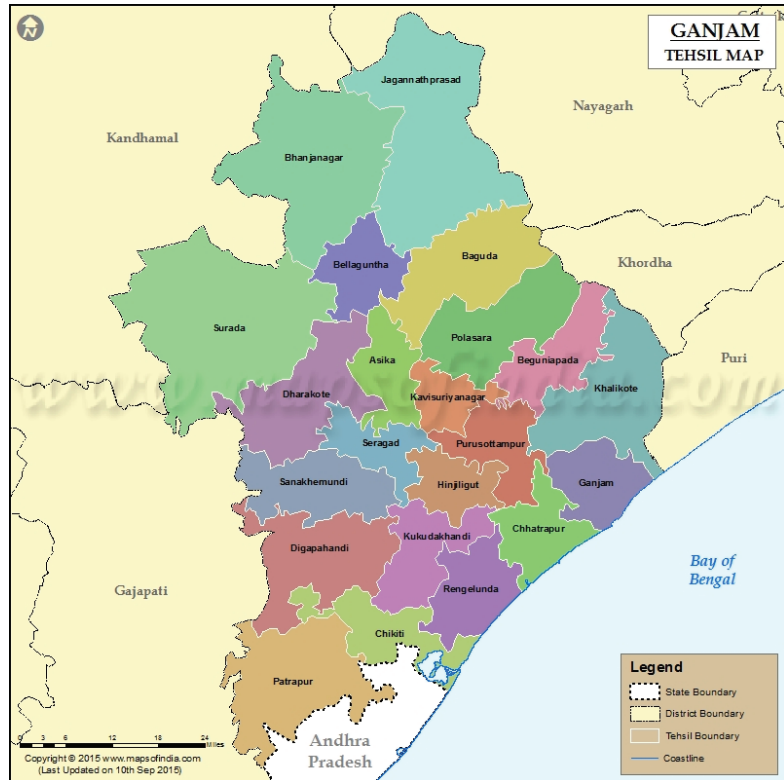 N
GANJAM
TEHSIL MAP
Jagannathprasad
Nayagarh
Kandhamal
Bhanjanagar
Baguda
Khordha
Bellaguntha
Surada
Polasara
Puri
Asika
Beguniapada
Khalikote
Dharakote
Kavisuriyanagar
www.mapsofindia.com
Seragad
Purusottampur
Sanakhemundi
Hinjiligut
Ganjam
Chhatrapur
Kukudakhandi
Digapahandi
Bay of
Bengal
Gajapati
Rengelunda
Chikiti
Patrapur
Legend
State Boundary
District Boundary
Tehsil Boundary
Coastline
0 3 6 12 18 24
Miles
Andhra
Pradesh
Copyright © 2015 www.mapsofindia.com
(Last Updated on 10th Sep 2015)